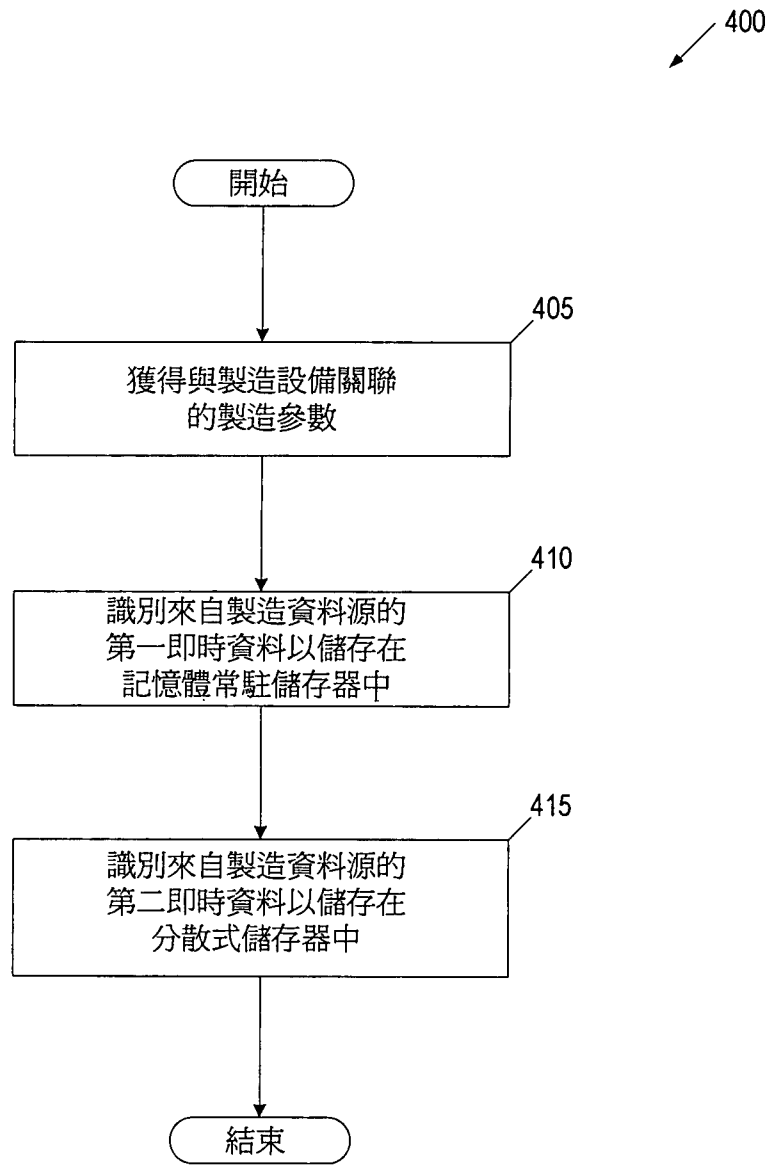 400
開始
405
獲得與製造設備關聯
的製造參數
410
識別來自製造資料源的
第一即時資料以儲存在
記憶體常駐儲存器中
415
識別來自製造資料源的
第二即時資料以儲存在
分散式儲存器中
結束